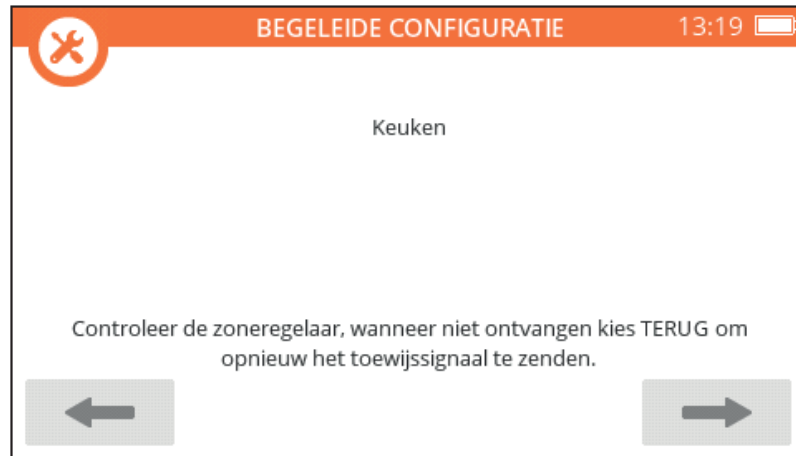 BEGELEIDE CONFIGURATIE 13:19
Keuken
Controleer de zoneregelaar, wanneer niet ontvangen kies TERUG om
opnieuw het toewijssignaal te zenden.